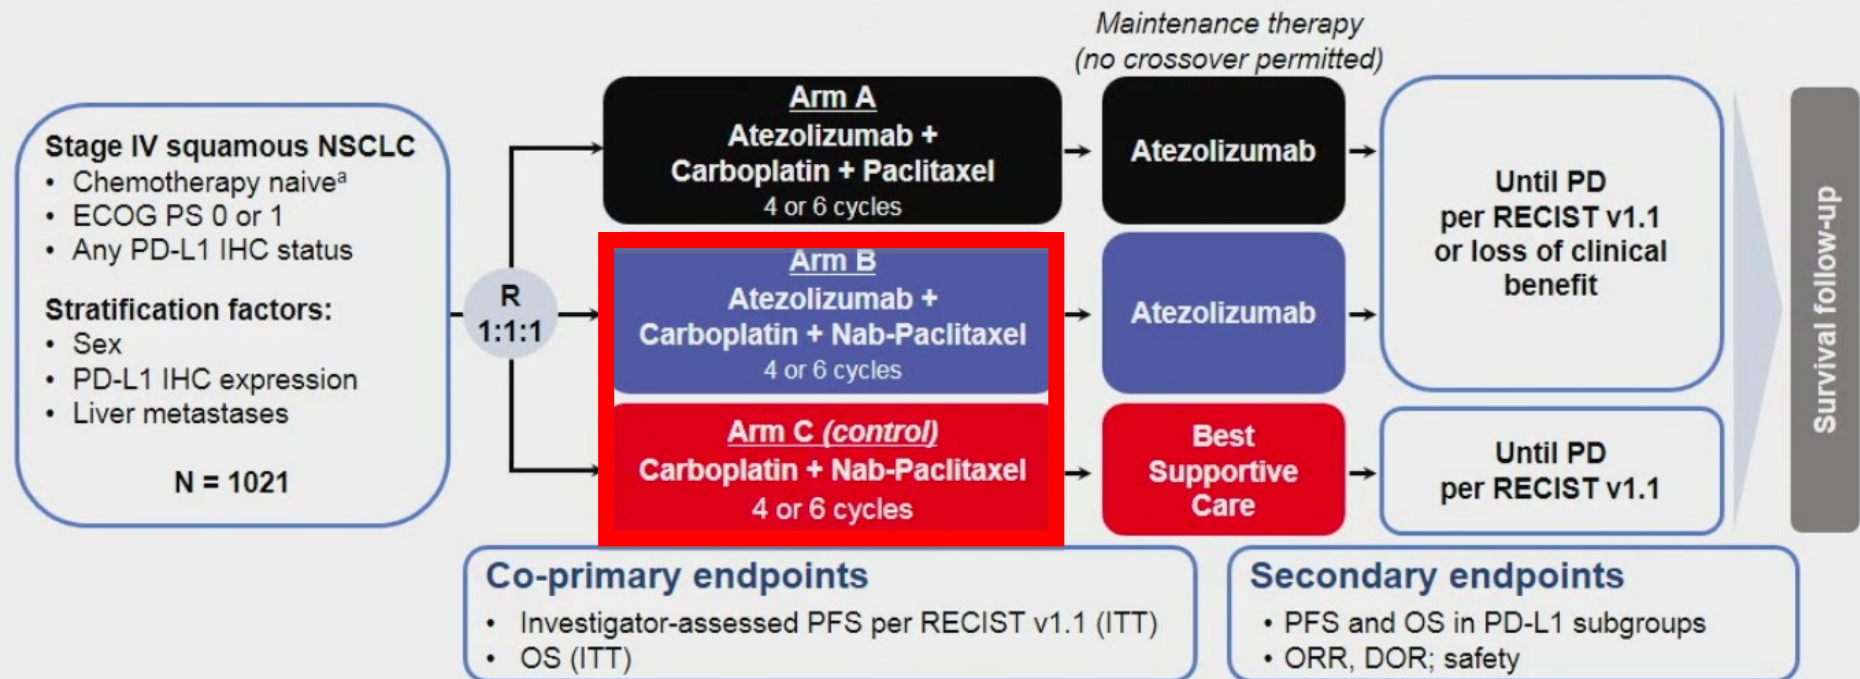 Maintenance therapy
(no crossover permitted)
Stage IV squamous NSCLC
• Chemotherapy naiveᵃ
• ECOG PS 0 or 1
• Any PD-L1 IHC status
Stratification factors:
• Sex
• PD-L1 IHC expression
• Liver metastases
N = 1021
R
1:1:1
Arm A
Atezolizumab +
Carboplatin + Paclitaxel
4 or 6 cycles
Atezolizumab
Arm B
Atezolizumab +
Carboplatin + Nab-Paclitaxel
4 or 6 cycles
Atezolizumab
Until PD
per RECIST v1.1
or loss of clinical
benefit
Arm C (control)
Carboplatin + Nab-Paclitaxel
4 or 6 cycles
Best
Supportive
Care
Until PD
per RECIST v1.1
Survival follow-up
Co-primary endpoints
• Investigator-assessed PFS per RECIST v1.1 (ITT)
• OS (ITT)
Secondary endpoints
• PFS and OS in PD-L1 subgroups
• ORR, DOR; safety